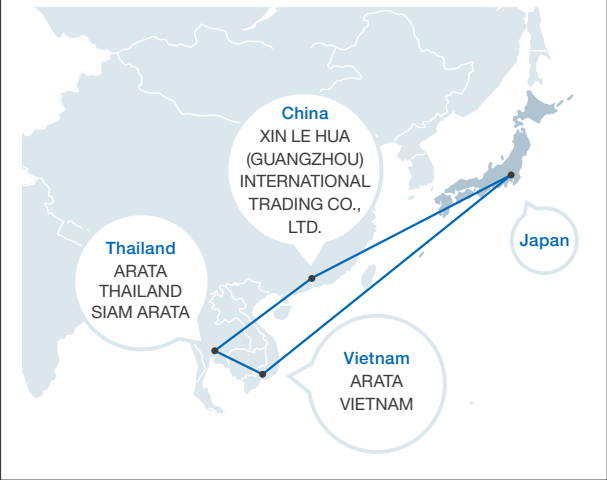 China
XIN LE HUA
(GUANGZHOU)
INTERNATIONAL
TRADING CO.,
LTD.
Japan
Thailand
ARATA
THAILAND
SIAM ARATA
Vietnam
ARATA
VIETNAM